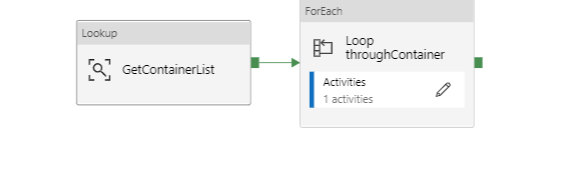 Lookup
GetContainerList
ForEach
Loop
throughContainer
Activities
1 activities